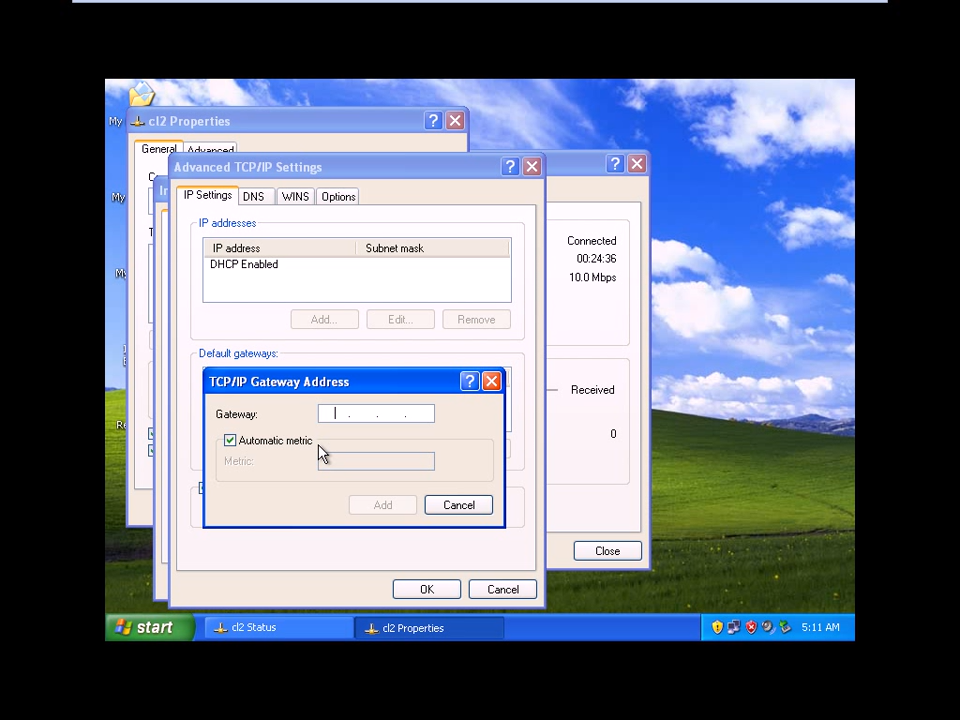 My
cl2 Properties
General
Advanced
Advanced TCP/IP Settings
IP Settings
DNS
WINS
Options
IP addresses
IP address
Subnet mask
DHCP Enabled
Add...
Edit...
Remove
Default gateways:
TCP/IP Gateway Address
Gateway:
Automatic metric
Metric:
Add
Cancel
OK
Cancel
Connected
00:24:36
10.0 Mbps
Received
0
Close
start
cl2 Status
cl2 Properties
5:11 AM